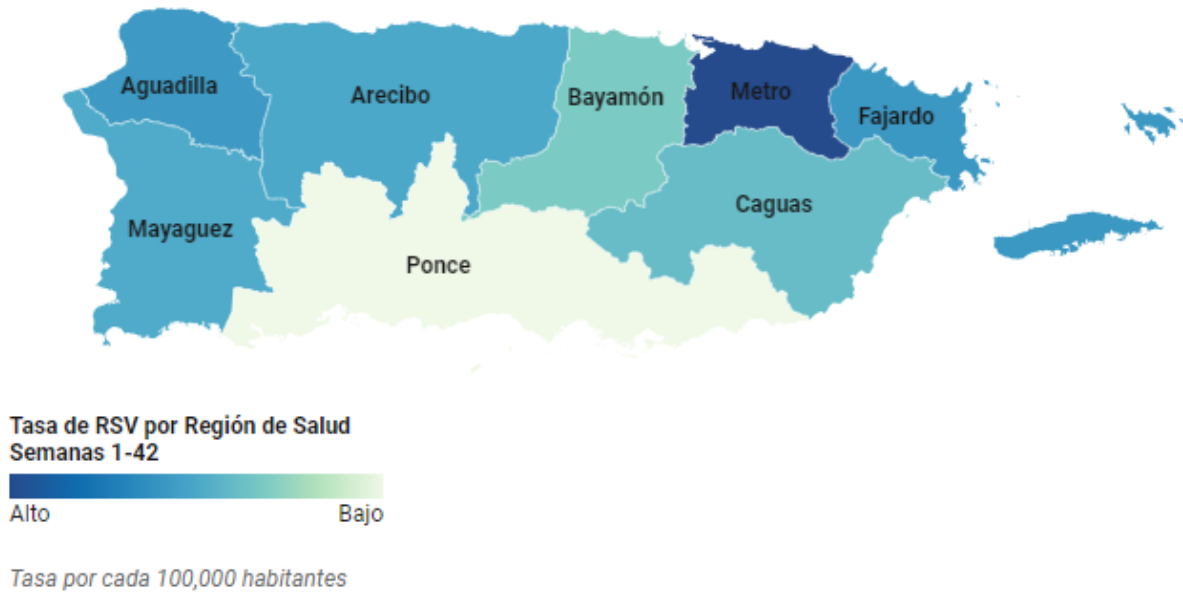 Aguadilla
Arecibo
Bayamón
Metro
Fajardo
Mayaguez
Caguas
Ponce
Tasa de RSV por Región de Salud
Semanas 1-42
Alto Bajo
Tasa por cada 100,000 habitantes